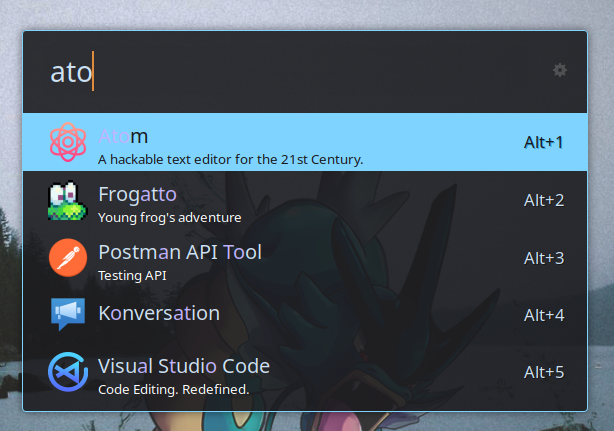 ato
Atom
Alt+1
A hackable text editor for the 21st Century.
Frogatto
Alt+2
Young frog's adventure
Postman API Tool
Alt+3
Testing API
Konversation
Alt+4
Visual Studio Code
Alt+5
Code Editing. Redefined.